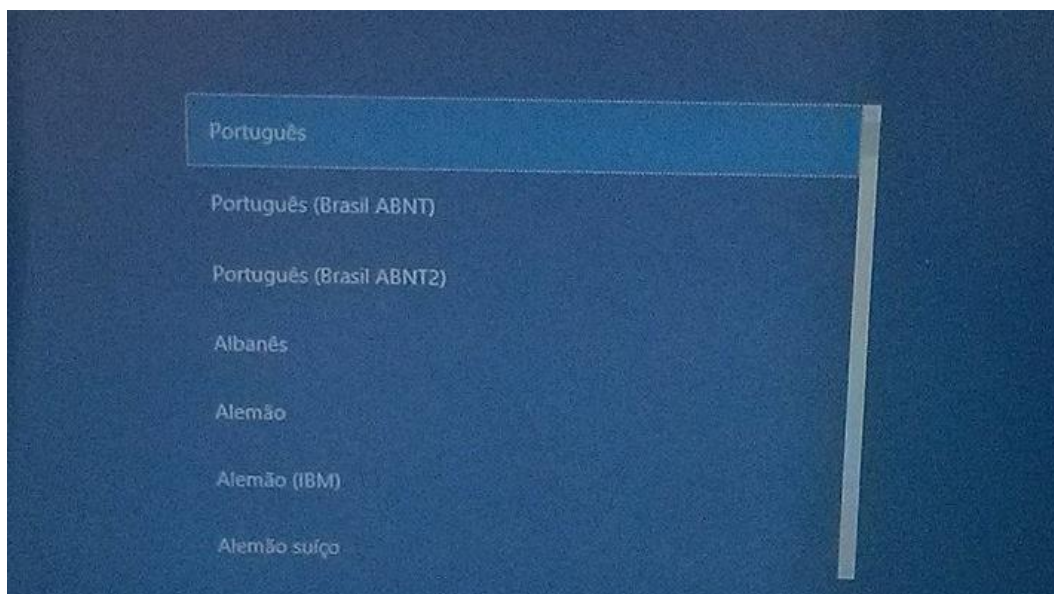 Português
Português (Brasil ABNT)
Português (Brasil ABNT2)
Albanês
Alemão
Alemão (IBM)
Alemão suíço